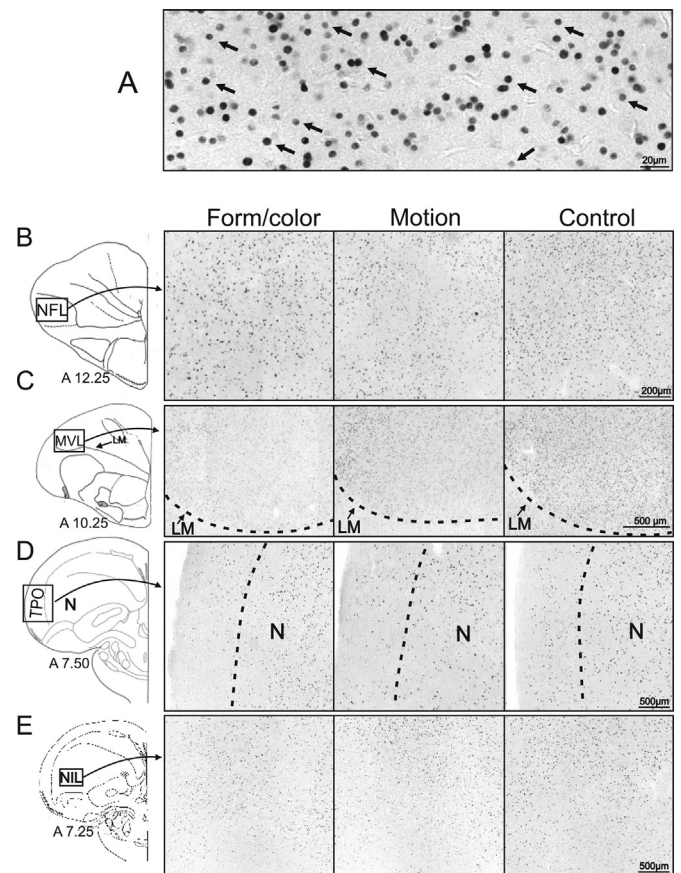 A
20µm
Form/color
Motion
Control
B
NFL
A 12.25
200µm
C
MVL
LM
A 10.25
LM
LM
LM
500 µm
D
TPO
N
A 7.50
N
N
N
500µm
E
NIL
A 7.25
500µm